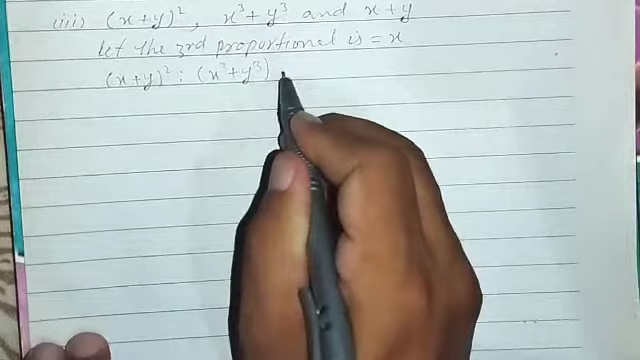 (iii) (x+y)², x³+y³ and x+y
let the 3rd proportional is = x
(x+y)² : (x³+y³)